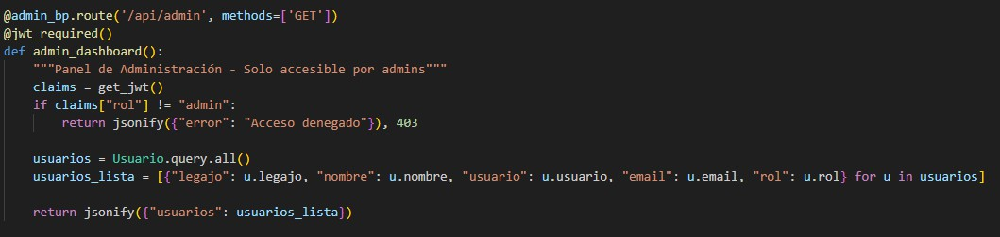 @admin_bp.route('/api/admin', methods=['GET'])
@jwt_required()
def admin_dashboard():
    """Panel de Administración - Solo accesible por admins"""
    claims = get_jwt()
    if claims["rol"] != "admin":
        return jsonify({"error": "Acceso denegado"}), 403

    usuarios = Usuario.query.all()
    usuarios_lista = [{"legajo": u.legajo, "nombre": u.nombre, "usuario": u.usuario, "email": u.email, "rol": u.rol} for u in usuarios]

    return jsonify({"usuarios": usuarios_lista})